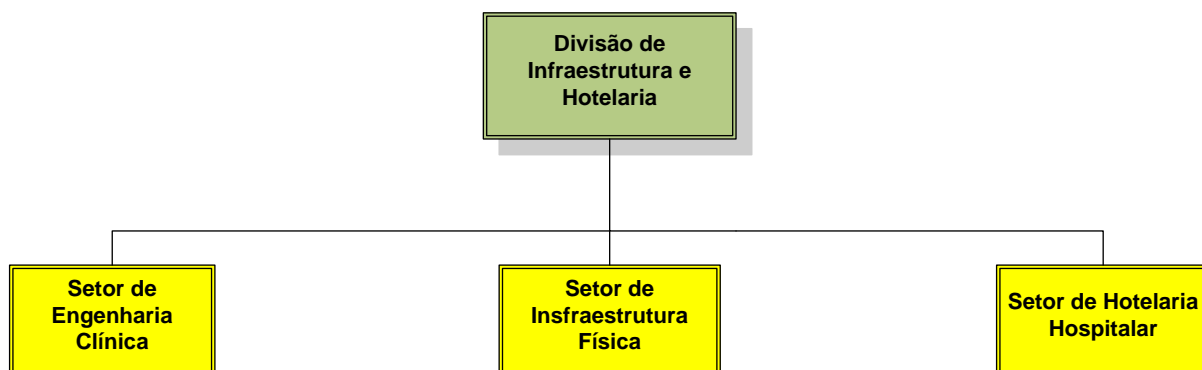 Divisão de
Infraestrutura e
Hotelaria
Setor de
Engenharia
Clínica
Setor de
Insfraestrutura
Física
Setor de Hotelaria
Hospitalar